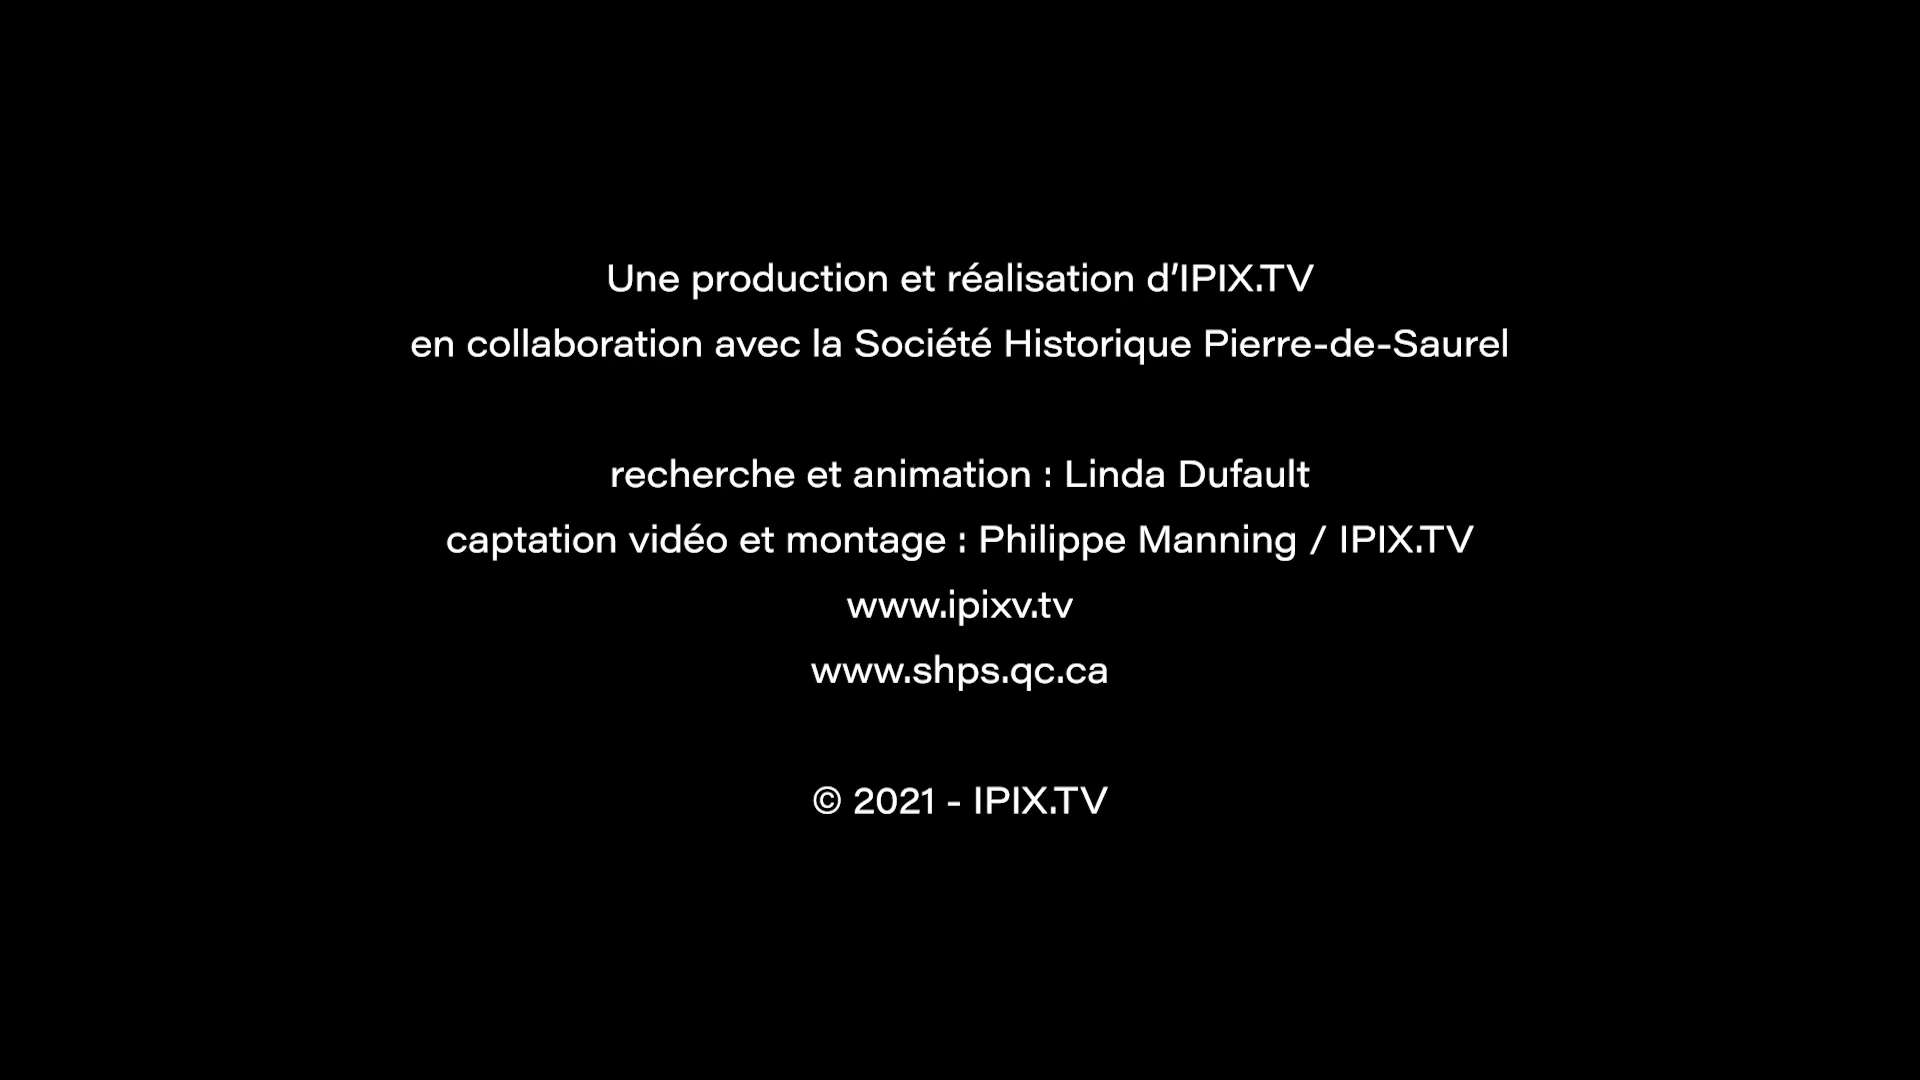 Une production et réalisation d’IPIX.TV
en collaboration avec la Société Historique Pierre-de-Saurel
recherche et animation : Linda Dufault
captation vidéo et montage : Philippe Manning / IPIX.TV
www.ipixv.tv
www.shps.qc.ca
© 2021 - IPIX.TV